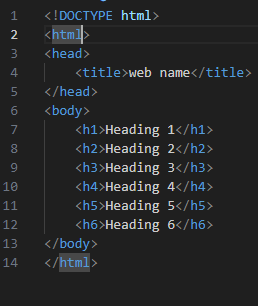 1 <!DOCTYPE html>
2 <html>
3 <head>
4     <title>web name</title>
5 </head>
6 <body>
7     <h1>Heading 1</h1>
8     <h2>Heading 2</h2>
9     <h3>Heading 3</h3>
10     <h4>Heading 4</h4>
11     <h5>Heading 5</h5>
12     <h6>Heading 6</h6>
13 </body>
14 </html>